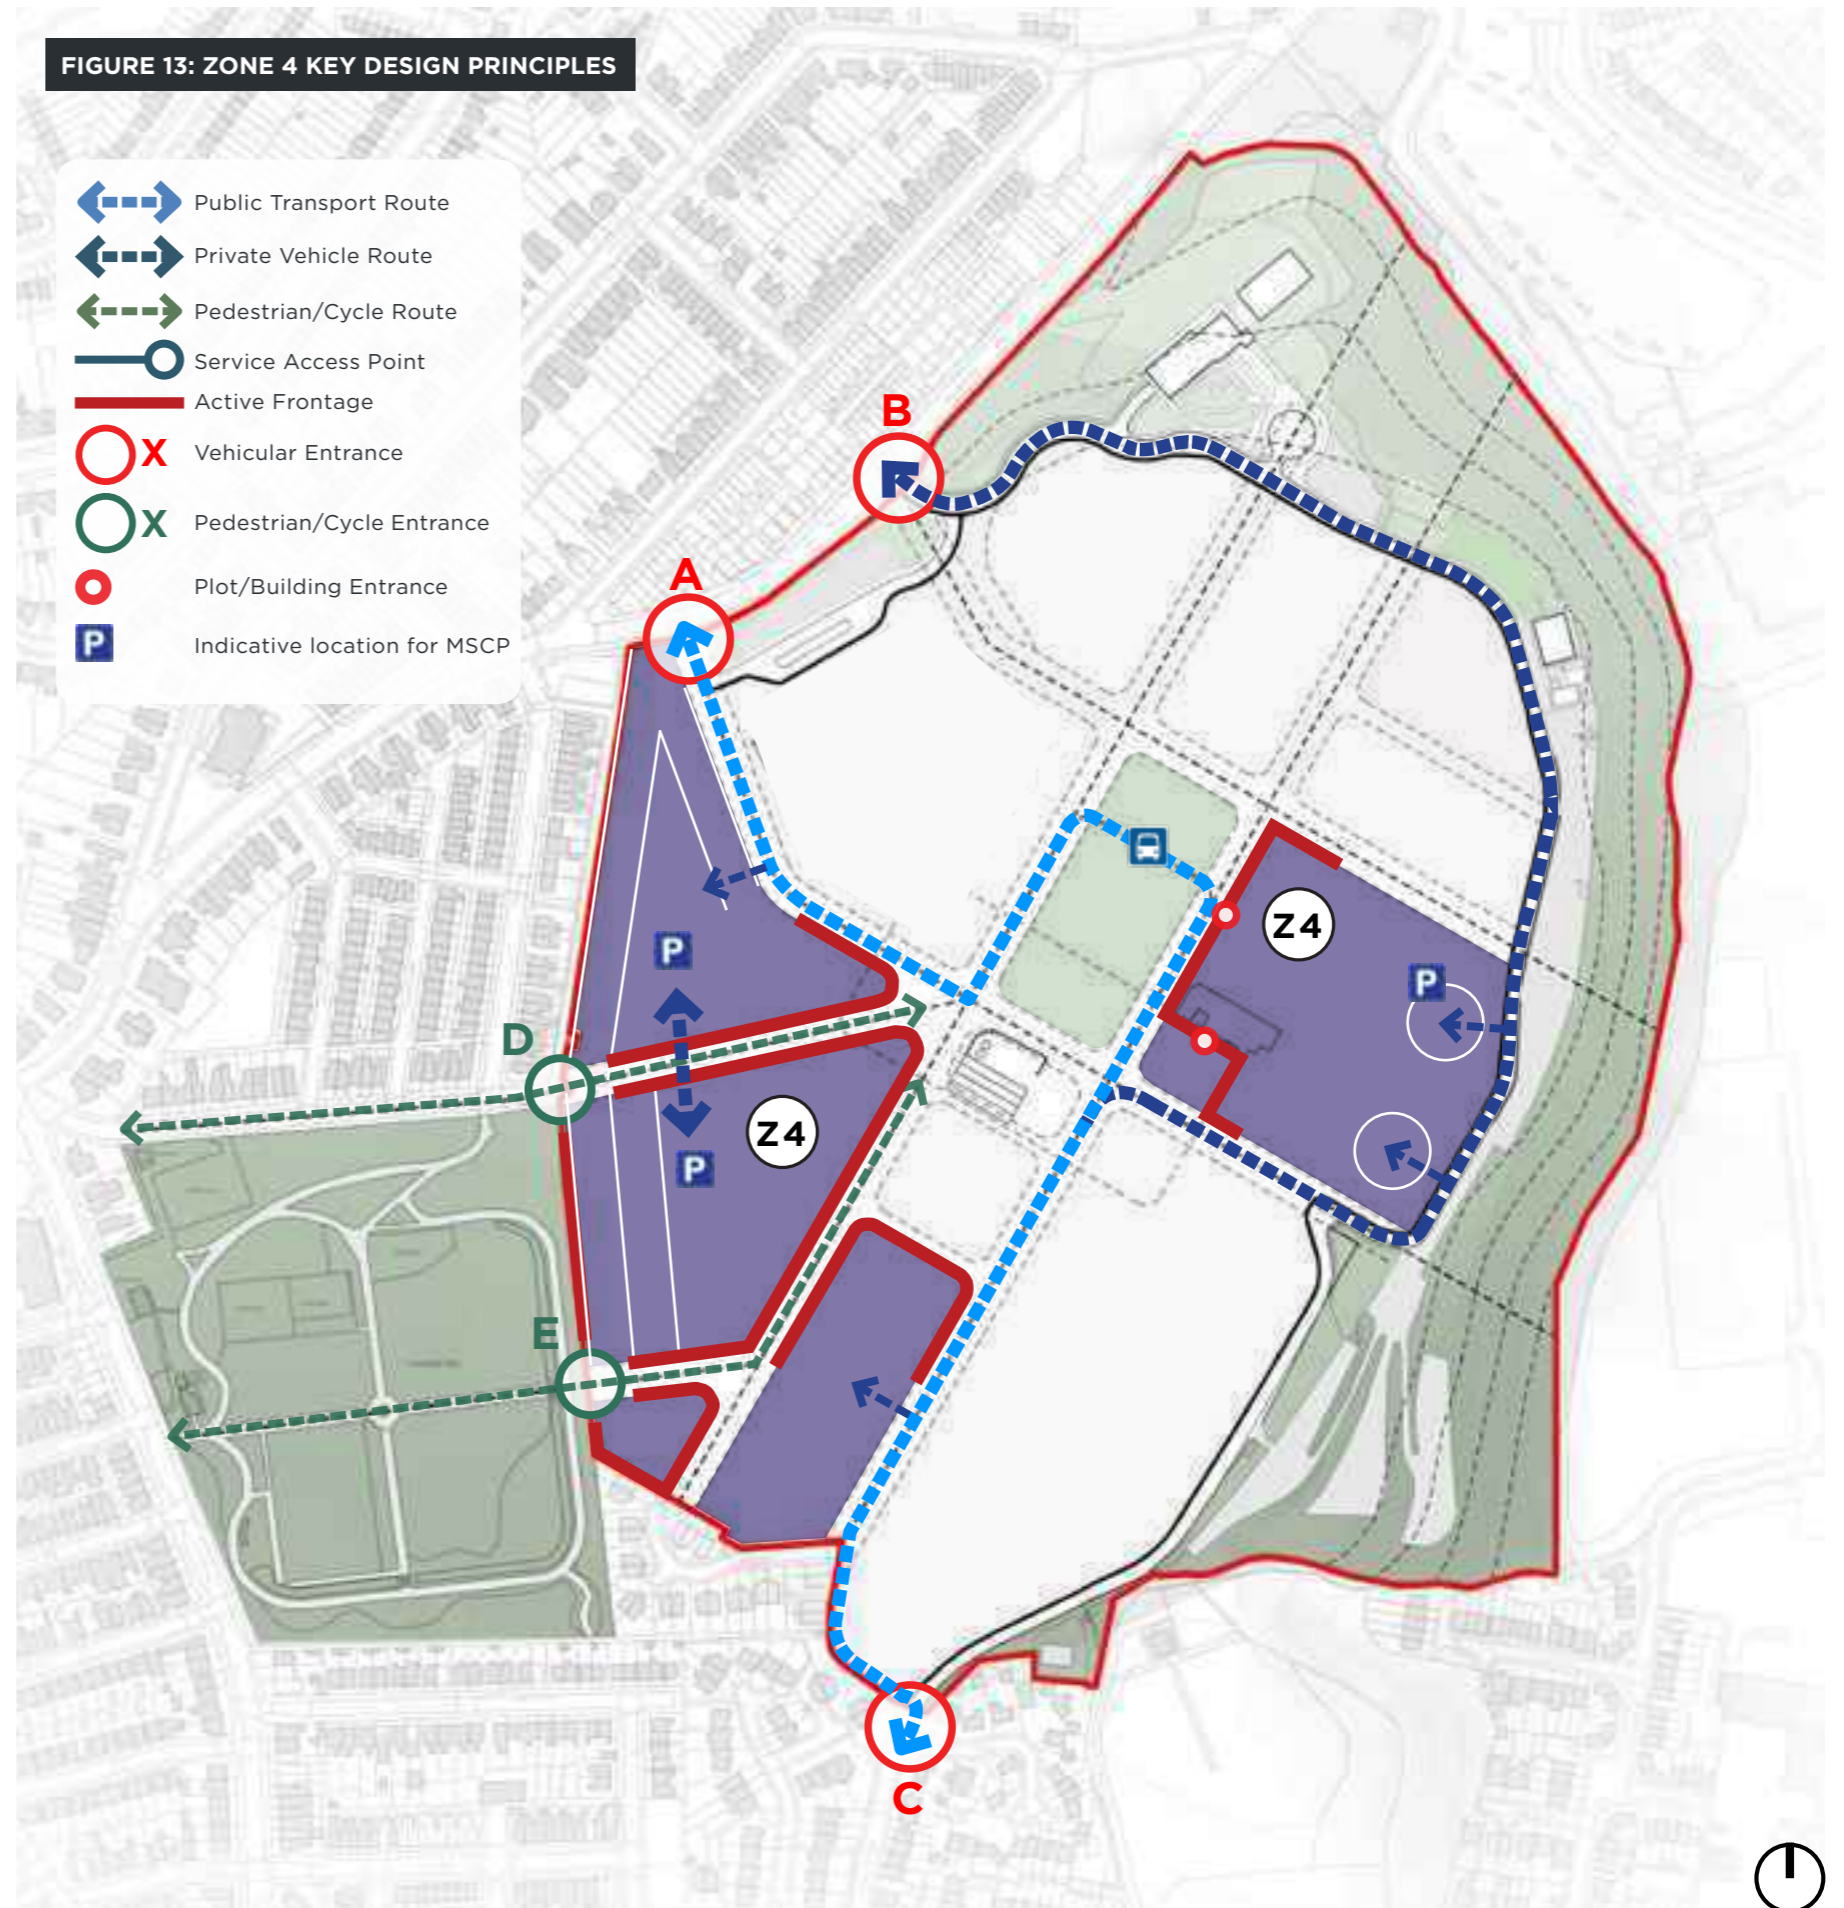 FIGURE 13: ZONE 4 KEY DESIGN PRINCIPLES
Public Transport Route
Private Vehicle Route
Pedestrian/Cycle Route
Service Access Point
Active Frontage
X Vehicular Entrance
X Pedestrian/Cycle Entrance
Plot/Building Entrance
P Indicative location for MSCP
B
A
Z4
P
P
D
Z4
P
E
C